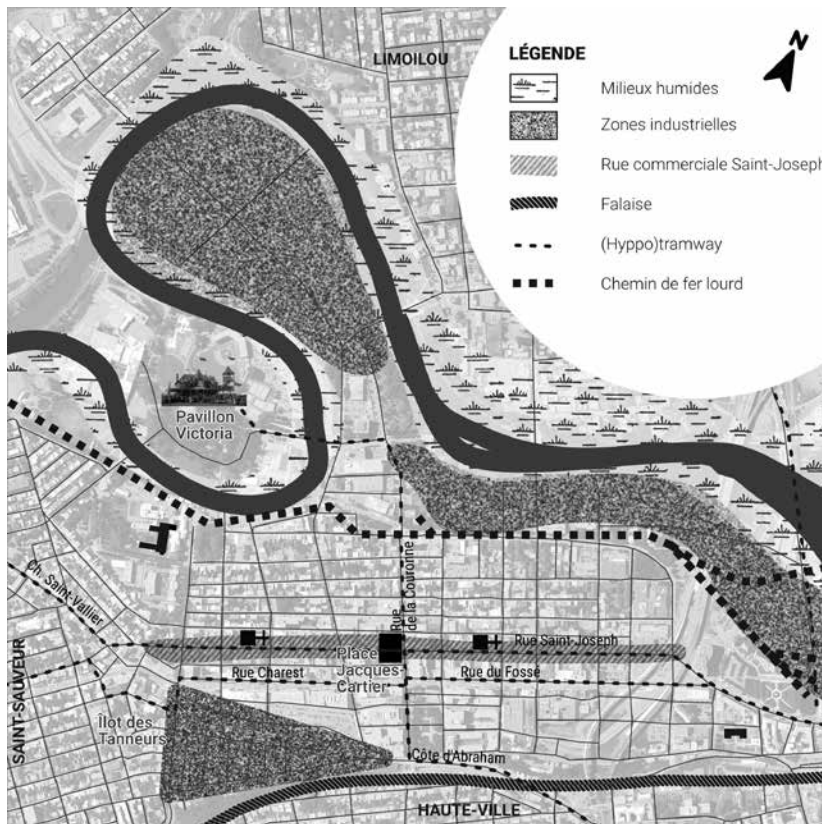 LIMOILOU
LÉGENDE
N
Milieux humides
Zones industrielles
Rue commerciale Saint-Joseph
Falaise
(Hyppo)tramway
Chemin de fer lourd
Pavillon
Victoria
Ch. Saint-Vallier
Rue
de la Couronne
Rue Saint-Joseph
Place
Jacques-
Cartier
Rue Charest
Rue du Fossé
SAINT-SAUVEUR
Îlot des
Tanneurs
Côte d'Abraham
HAUTE-VILLE